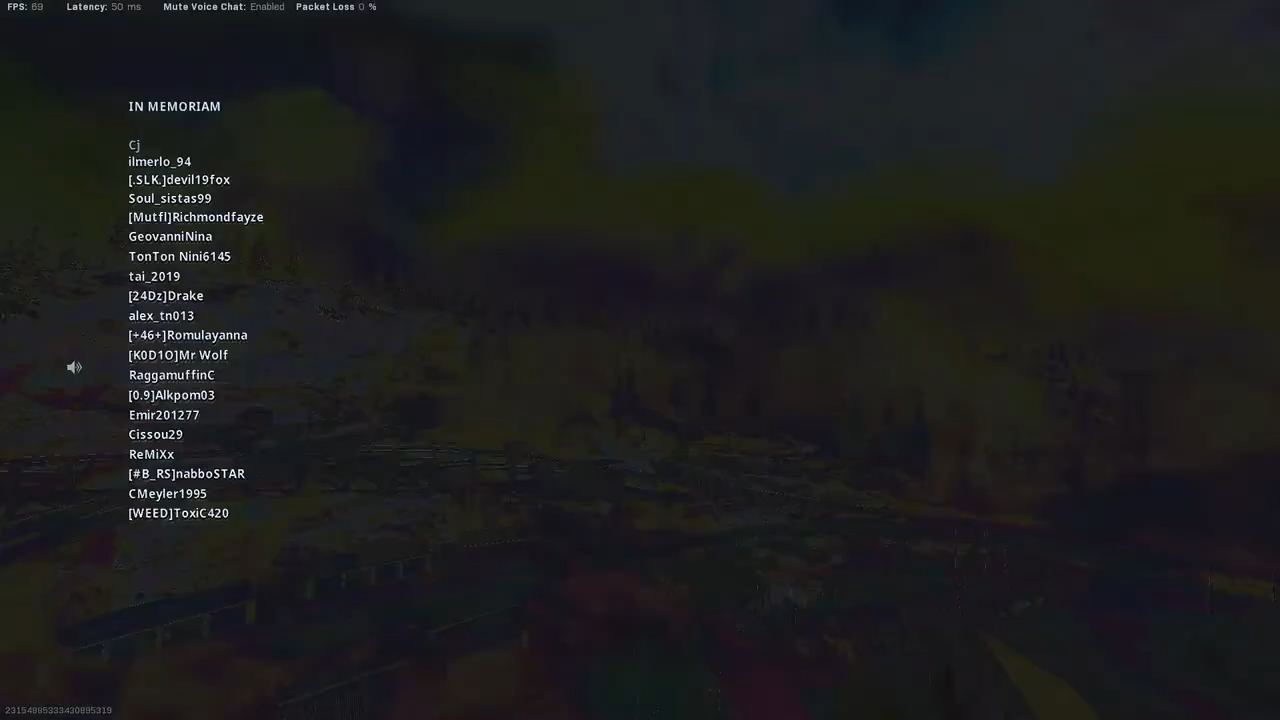 FPS: 69 Latency: 50 ms Mute Voice Chat: Enabled Packet Loss 0 %
IN MEMORIAM
Cj
ilmerlo_94
[.SLK.]devil19fox
Soul_sistas99
[Mutfl]Richmondfayze
GeovanniNina
TonTon Nini6145
tai_2019
[24Dz]Drake
alex_tn013
[+46+]Romulayanna
[K0D1O]Mr Wolf
RaggamuffinC
[0.9]Alkpom03
Emir201277
Cissou29
ReMiXx
[#B_RS]nabboSTAR
CMeyler1995
[WEED]ToxiC420